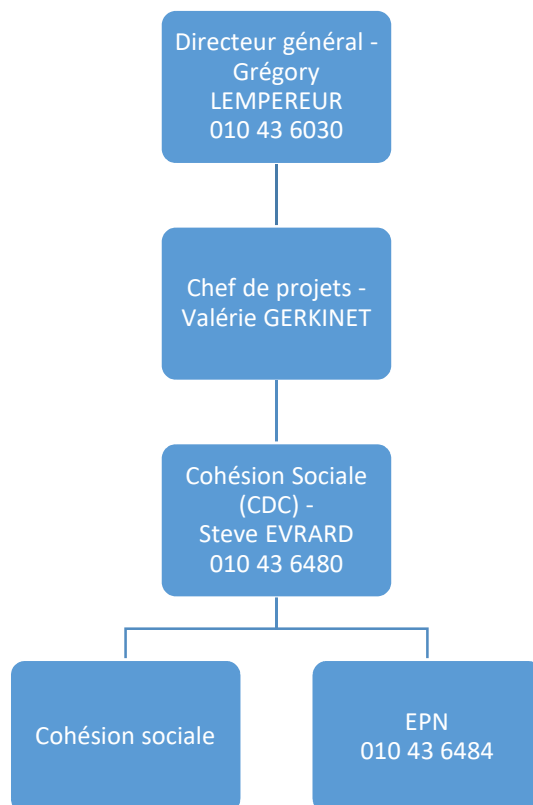 Directeur général -
Grégory
LEMPEREUR
010 43 6030
Chef de projets -
Valérie GERKINET
Cohésion Sociale
(CDC) -
Steve EVRARD
010 43 6480
Cohésion sociale
EPN
010 43 6484